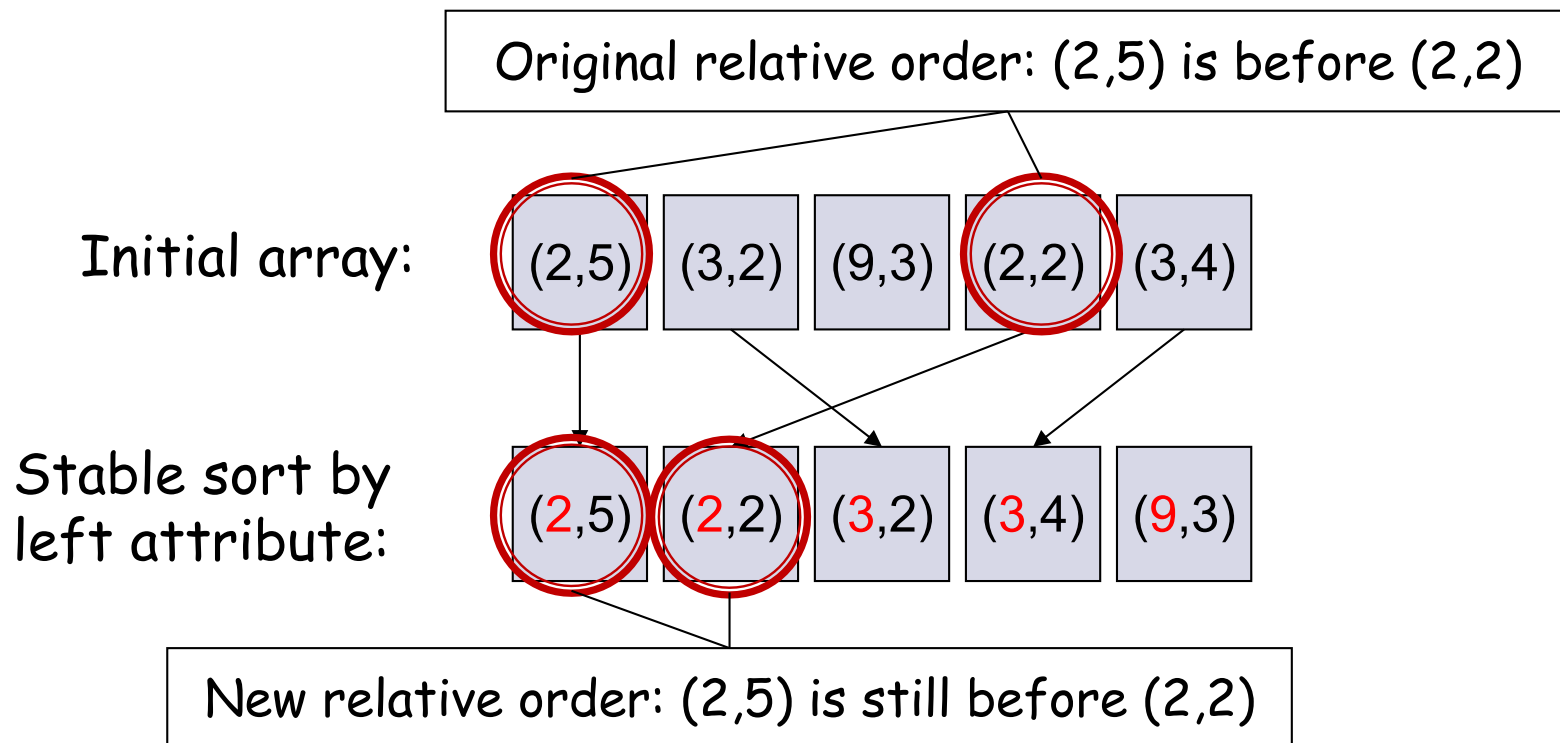 Original relative order: (2,5) is before (2,2)
Initial array:
(2,5) (3,2) (9,3) (2,2) (3,4)
Stable sort by
left attribute:
(2,5) (2,2) (3,2) (3,4) (9,3)
New relative order: (2,5) is still before (2,2)